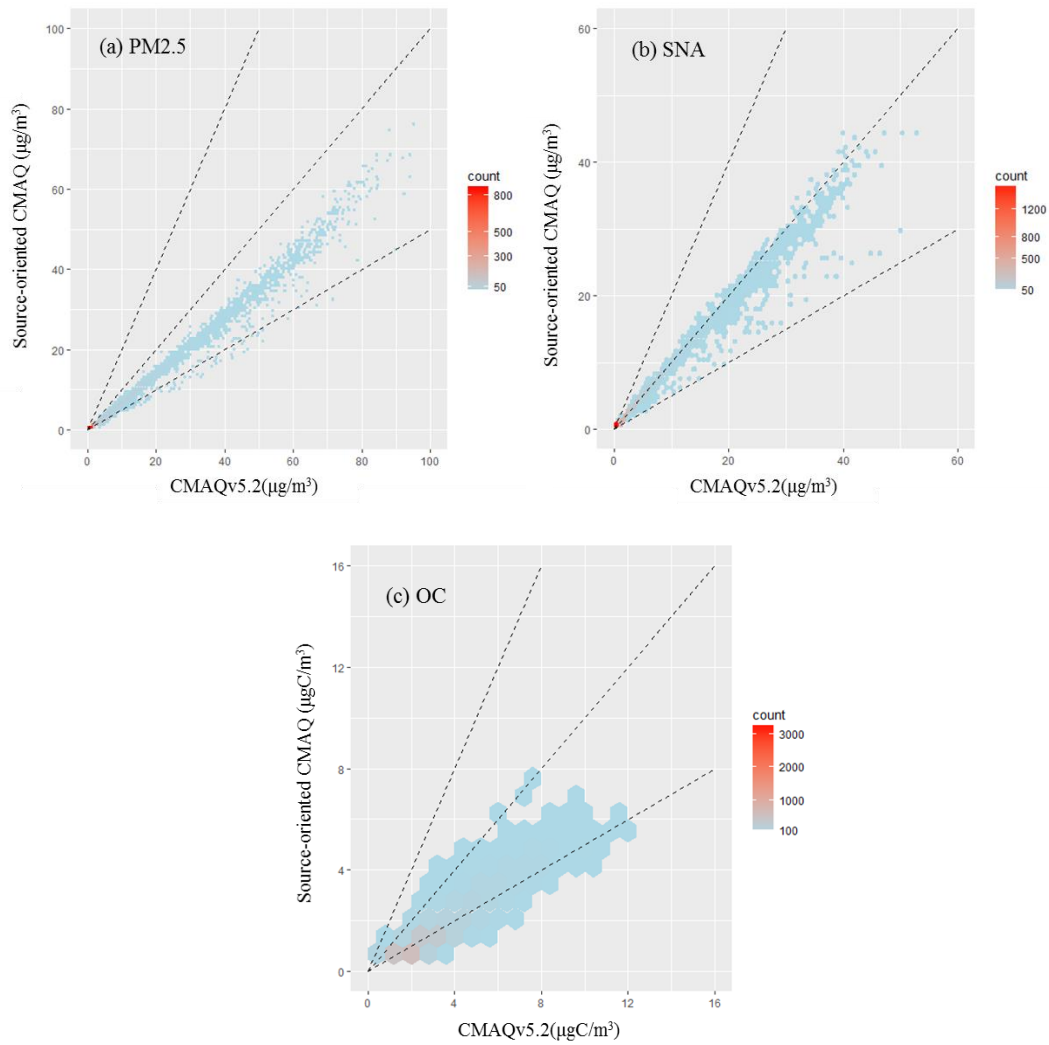 (a) PM2.5
Source-oriented CMAQ (μg/m³)
100
80
60
40
20
0
0 20 40 60 80 100
CMAQv5.2(μg/m³)
count
800
500
300
50
(b) SNA
Source-oriented CMAQ (μg/m³)
60
40
20
0
0 20 40 60
CMAQv5.2(μg/m³)
count
1200
800
500
50
(c) OC
Source-oriented CMAQ (μgC/m³)
16
12
8
4
0
0 4 8 12 16
CMAQv5.2(μgC/m³)
count
3000
2000
1000
100